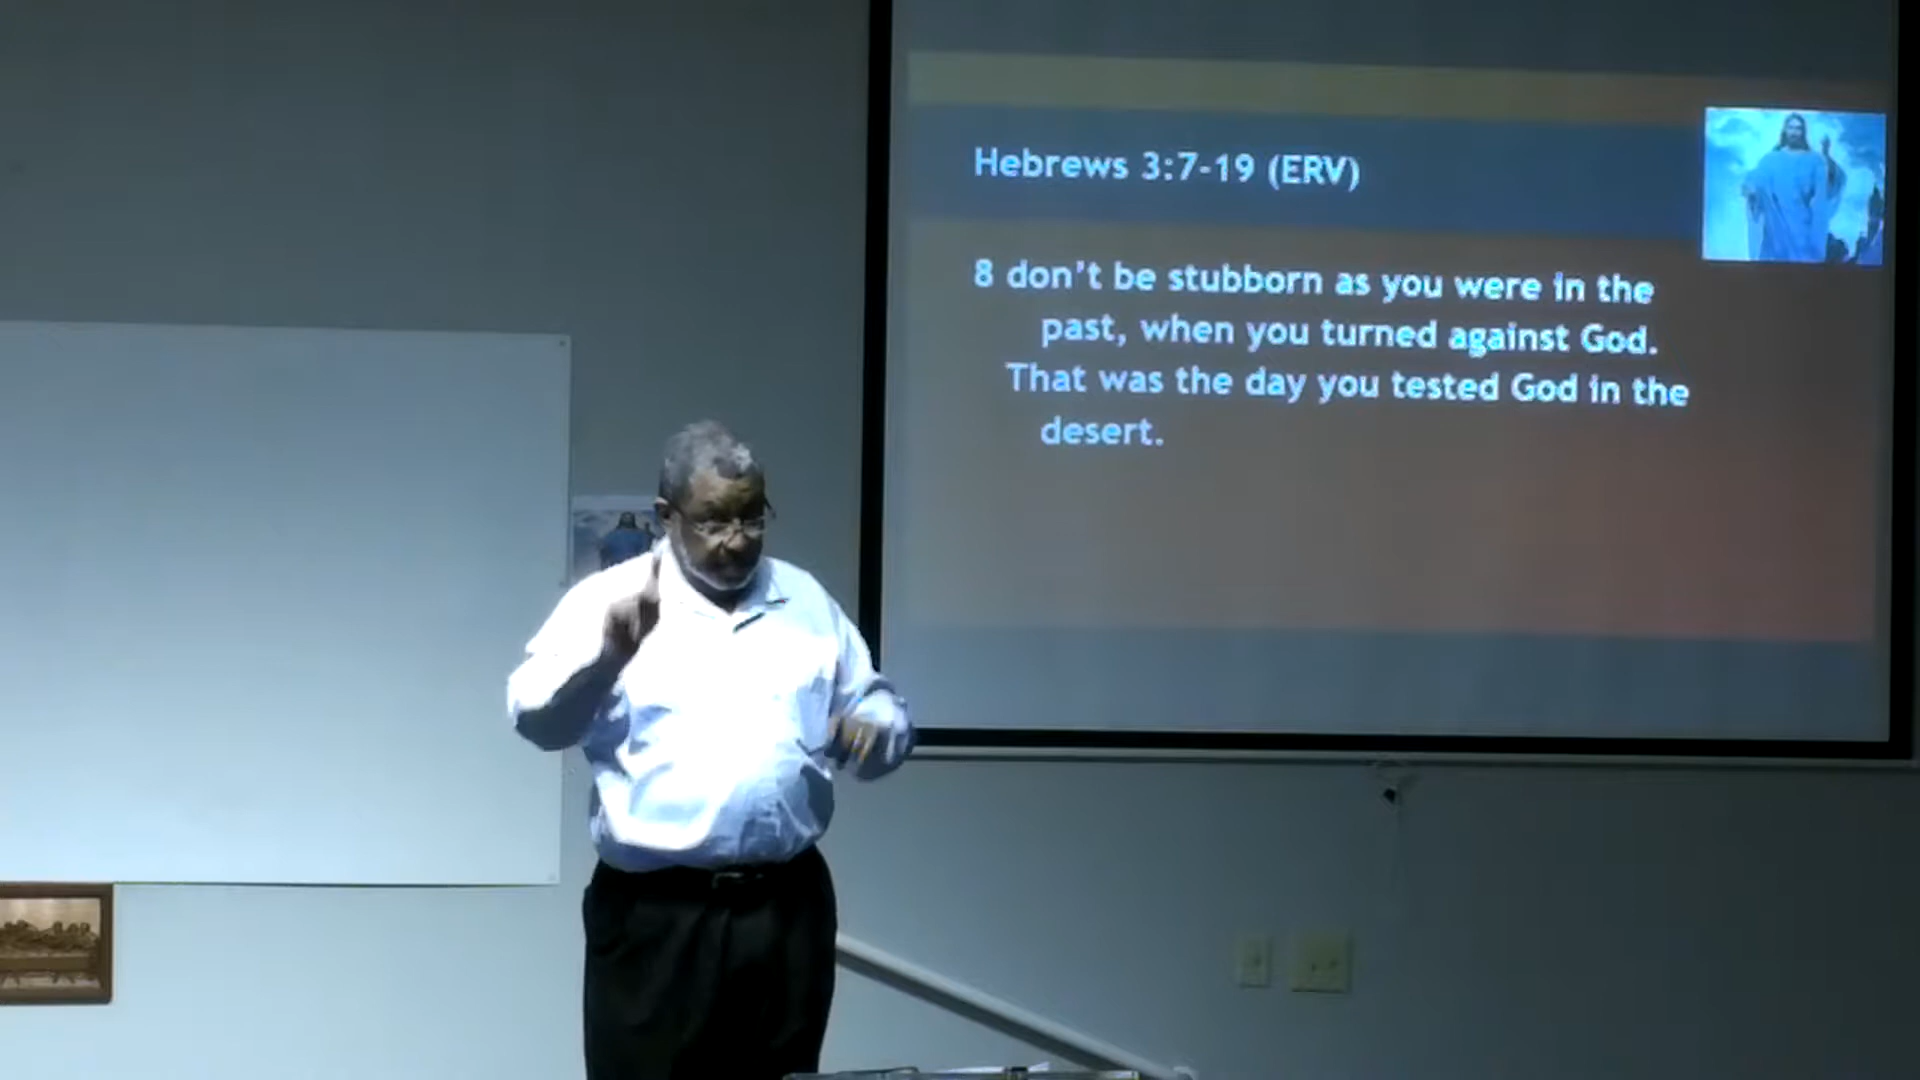 Hebrews 3:7-19 (ERV)
8 don't be stubborn as you were in the
past, when you turned against God.
That was the day you tested God in the
desert.